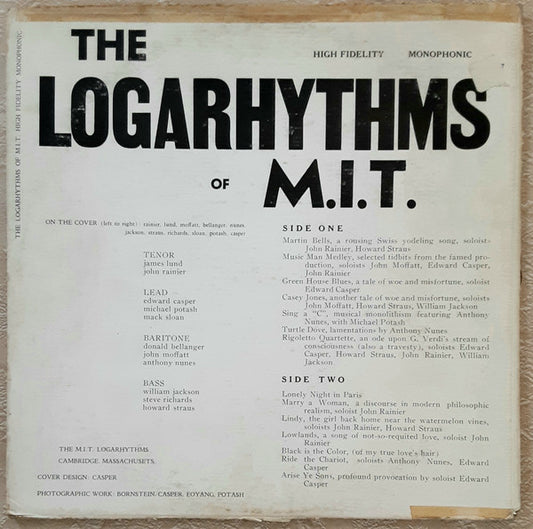 THE LOGARHYTHMS OF M.I.T. HIGH FIDELITY MONOPHONIC
THE
HIGH FIDELITY MONOPHONIC
LOGARHYTHMS
OF M.I.T.
ON THE COVER (left to right) rainier, lund, moffatt, bellanger, nunes,
jackson, straus, richards, sloan, potash, casper
TENOR
james lund
john rainier
LEAD
edward casper
michael potash
mack sloan
BARITONE
donald bellanger
john moffatt
anthony nunes
BASS
william jackson
steve richards
howard straus
THE M.I.T. LOGARHYTHMS
CAMBRIDGE, MASSACHUSETS.
COVER DESIGN: CASPER
PHOTOGRAPHIC WORK: BORNSTEIN, CASPER, EOYANG, POTASH
SIDE ONE
Martin Bells, a rousing Swiss yodeling song, soloists
John Rainier, Howard Straus
Music Man Medley, selected tidbits from the famed pro-
duction, soloists John Moffatt, Edward Casper,
John Rainier
Green House Blues, a tale of woe and misfortune, soloist
Edward Casper
Casey Jones, another tale of woe and misfortune, soloists
John Moffatt, Howard Straus, William Jackson
Sing a "C", musical monolithism featuring Anthony
Nunes, with Michael Potash
Turtle Dove, lamentations by Anthony Nunes
Rigoletto Quartette, an ode upon G. Verdi's stream of
consciousness (also a travesty), soloists Edward
Casper, Howard Straus, John Rainier, William
Jackson
SIDE TWO
Lonely Night in Paris
Marry a Woman, a discourse in modern philosophic
realism, soloist John Rainier
Lindy, the girl back home near the watermelon vines,
soloists John Rainier, Howard Straus
Lowlands, a song of not-so-requited love, soloist John
Rainier
Black is the Color, (of my true love's hair)
Ride the Chariot, soloists Anthony Nunes, Edward
Casper
Arise Ye Sons, profound provocation by soloist Edward
Casper